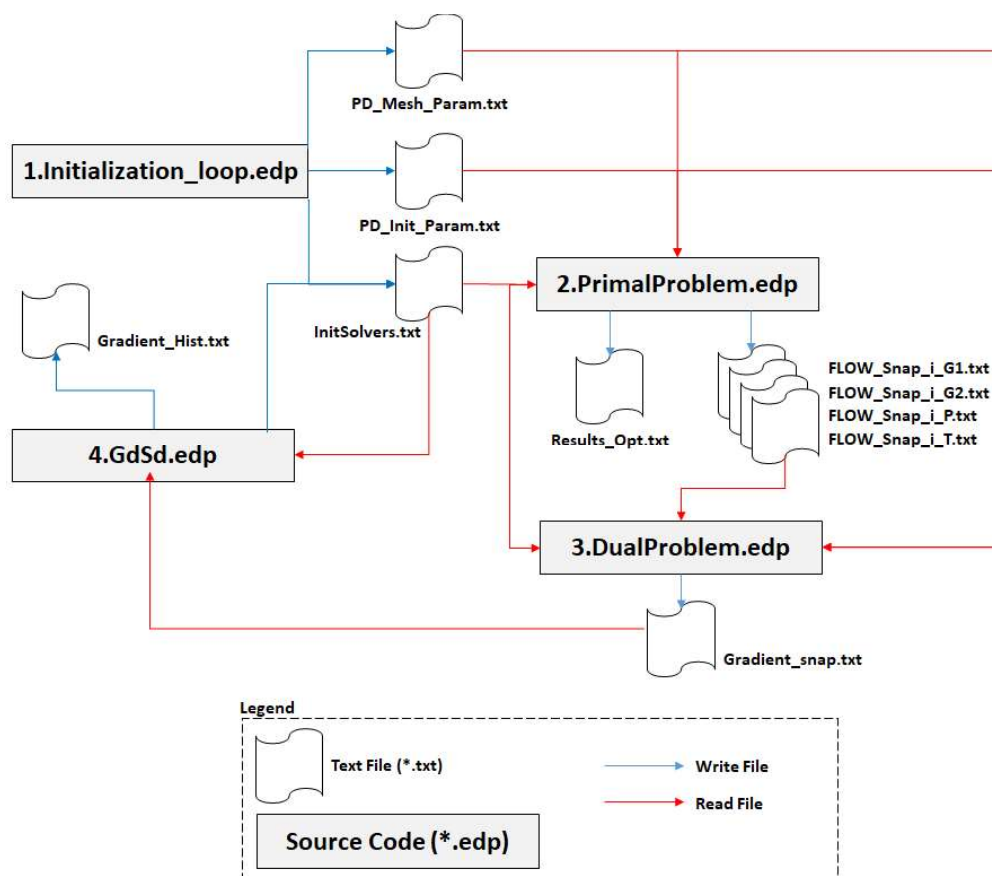 PD_Mesh_Param.txt
1.Initialization_loop.edp
PD_Init_Param.txt
2.PrimalProblem.edp
InitSolvers.txt
Gradient_Hist.txt
FLOW_Snap_i_G1.txt
FLOW_Snap_i_G2.txt
FLOW_Snap_i_P.txt
FLOW_Snap_i_T.txt
Results_Opt.txt
4.GdSd.edp
3.DualProblem.edp
Gradient_snap.txt
Legend
Text File (*.txt)
Write File
Read File
Source Code (*.edp)